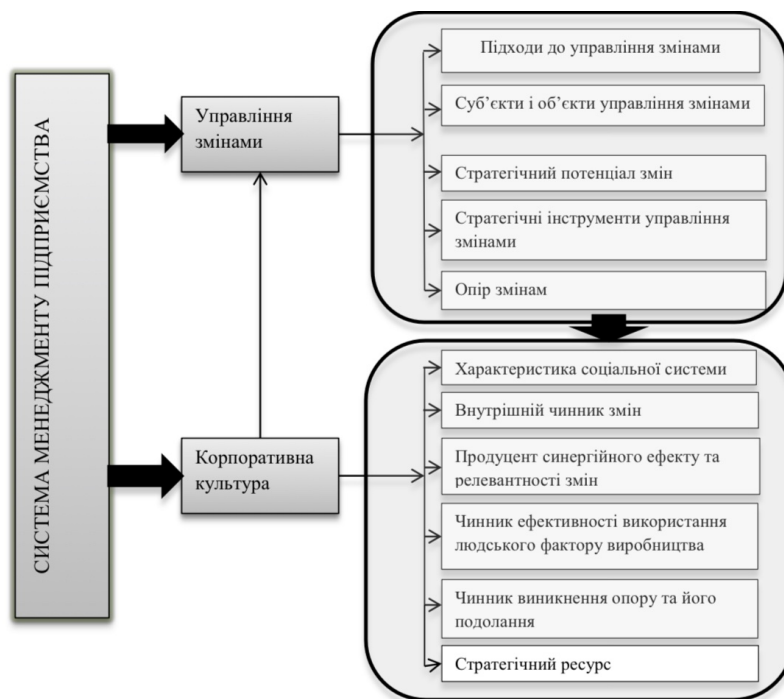 СИСТЕМА МЕНЕДЖМЕНТУ ПІДПРИЄМСТВА
Управління
змінами
Підходи до управління змінами
Суб’єкти і об’єкти управління змінами
Стратегічний потенціал змін
Стратегічні інструменти управління
змінами
Опір змінам
Корпоративна
культура
Характеристика соціальної системи
Внутрішній чинник змін
Продуцент синергійного ефекту та
релевантності змін
Чинник ефективності використання
людського фактору виробництва
Чинник виникнення опору та його
подолання
Стратегічний ресурс